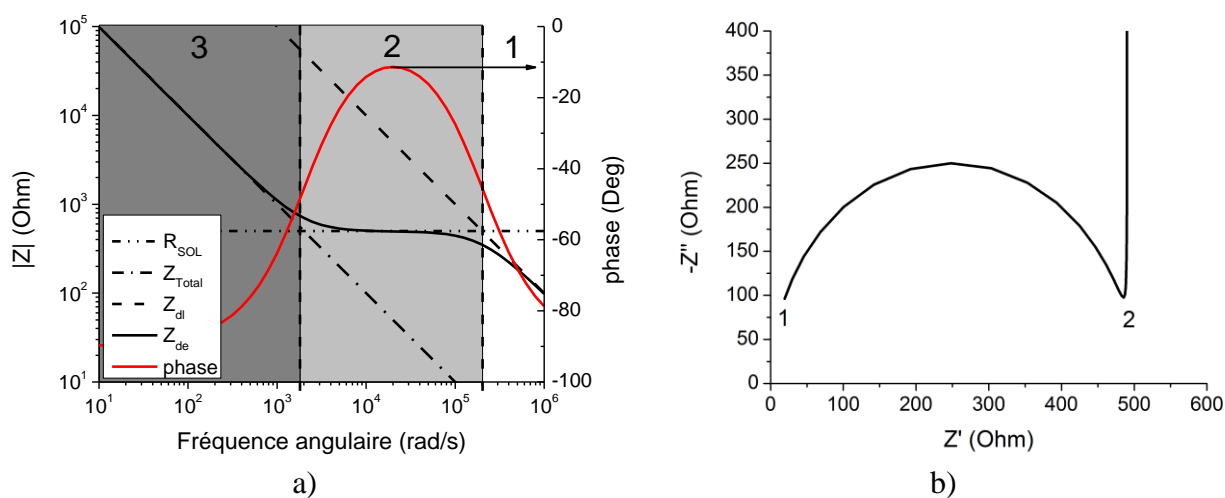 3 2 1
10^5
10^4
10^3
10^2
10^1
|Z| (Ohm)
R_SOL
Z_Total
Z_dl
Z_de
phase
10^1 10^2 10^3 10^4 10^5 10^6
Fréquence angulaire (rad/s)
0
-20
-40
-60
-80
-100
phase (Deg)
a)
400
350
300
250
200
150
100
50
0
-Z" (Ohm)
1 2
0 100 200 300 400 500 600
Z' (Ohm)
b)